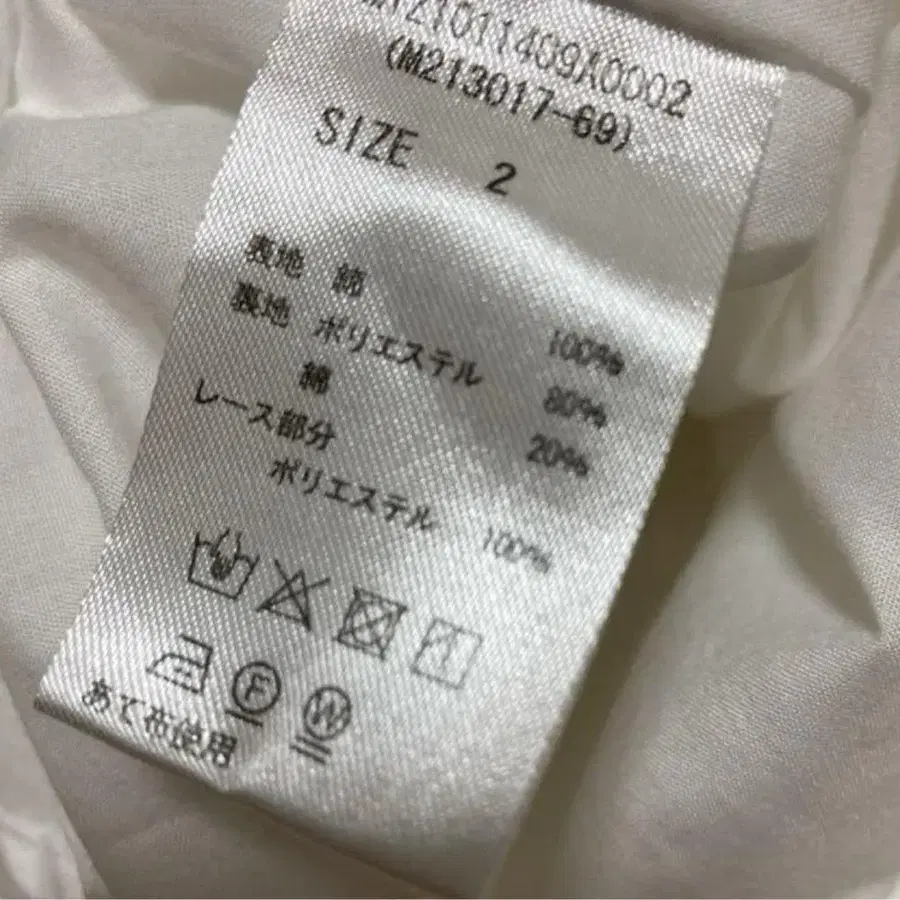 21011409A0002
(M213017-69)
SIZE 2
表地 綿 100%
裏地 ポリエステル 80%
綿 20%
レース部分
ポリエステル 100%
F W
あて布使用